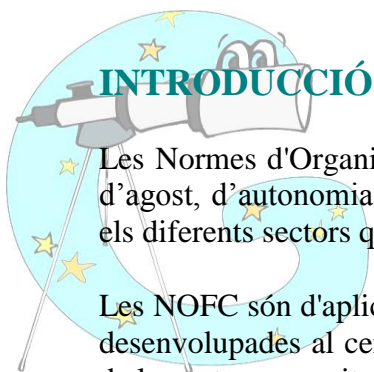 INTRODUCCIÓ
Les Normes d'Organi
d’agost, d’autonomia
els diferents sectors q
Les NOFC són d'aplic
desenvolupades al cen